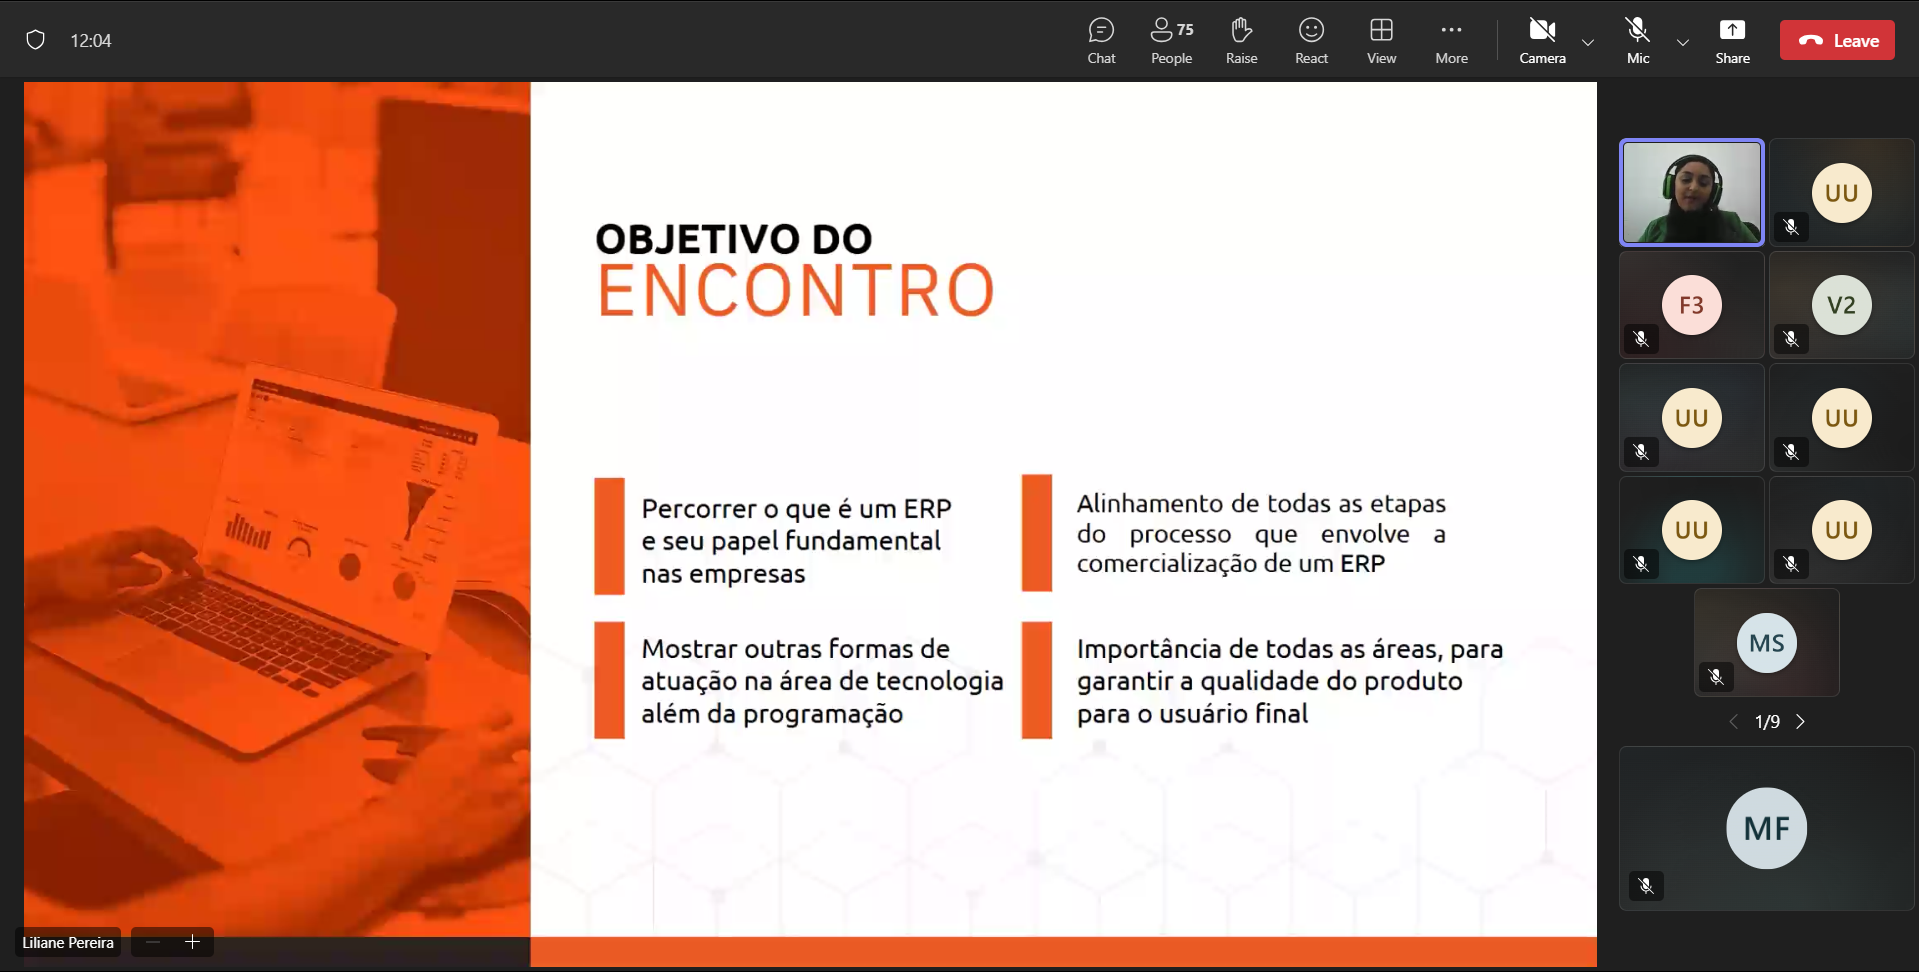 12:04
Chat
75
People
Raise
React
View
More
Camera
Mic
Share
Leave
OBJETIVO DO
ENCONTRO
Percorrer o que é um ERP
e seu papel fundamental
nas empresas
Alinhamento de todas as etapas
do processo que envolve a
comercialização de um ERP
Mostrar outras formas de
atuação na área de tecnologia
além da programação
Importância de todas as áreas, para
garantir a qualidade do produto
para o usuário final
UU
F3
V2
UU
UU
UU
UU
MS
1/9
MF
Liliane Pereira